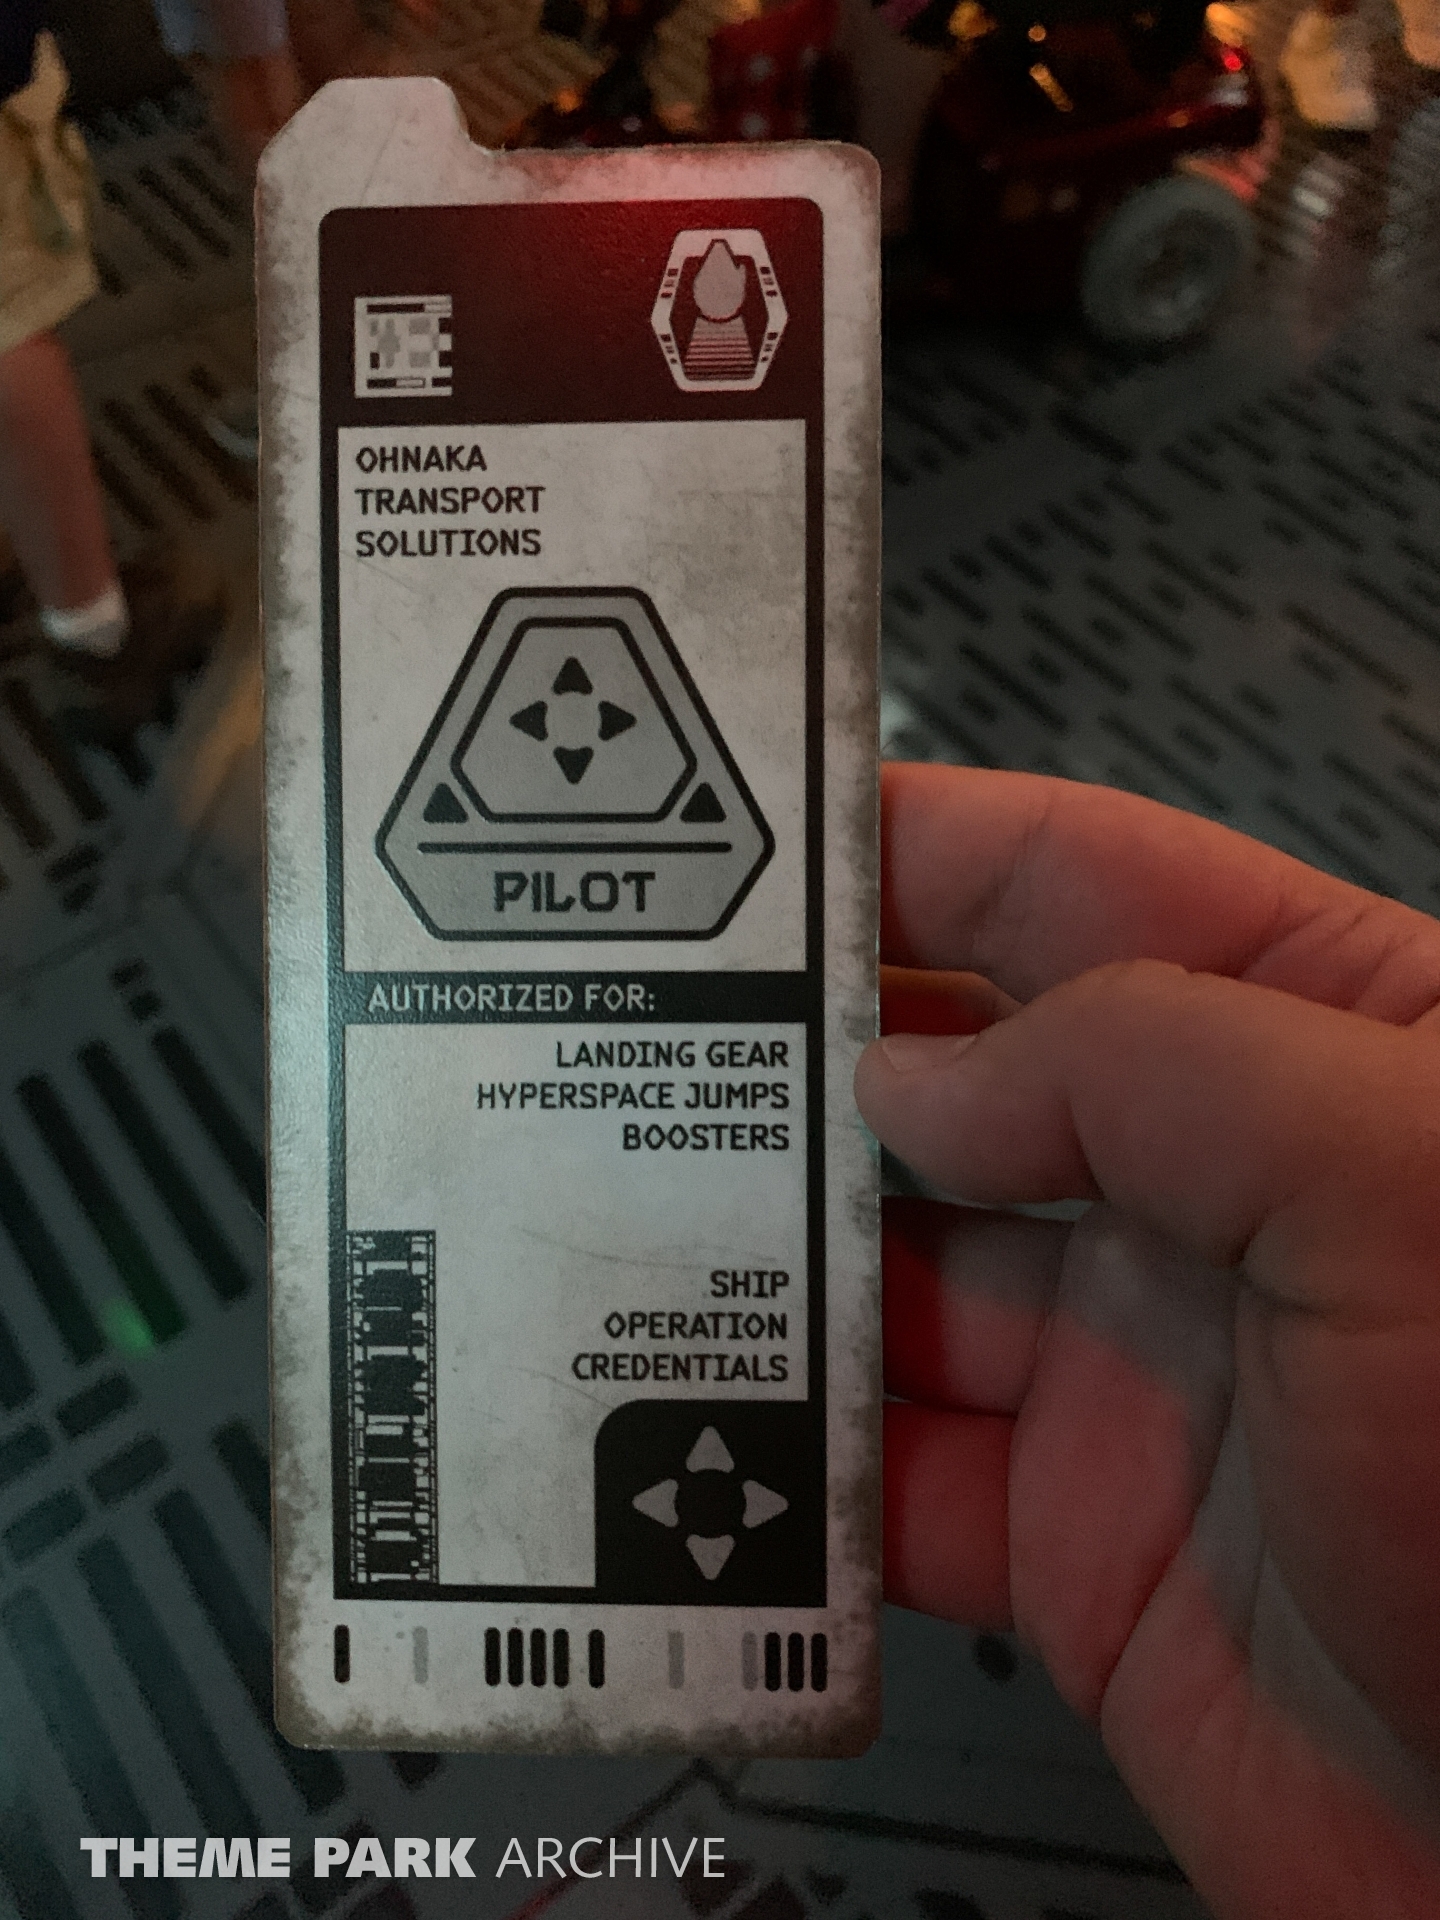 OHNAKA
TRANSPORT
SOLUTIONS
PILOT
AUTHORIZED FOR:
LANDING GEAR
HYPERSPACE JUMPS
BOOSTERS
SHIP
OPERATION
CREDENTIALS
THEME PARK ARCHIVE